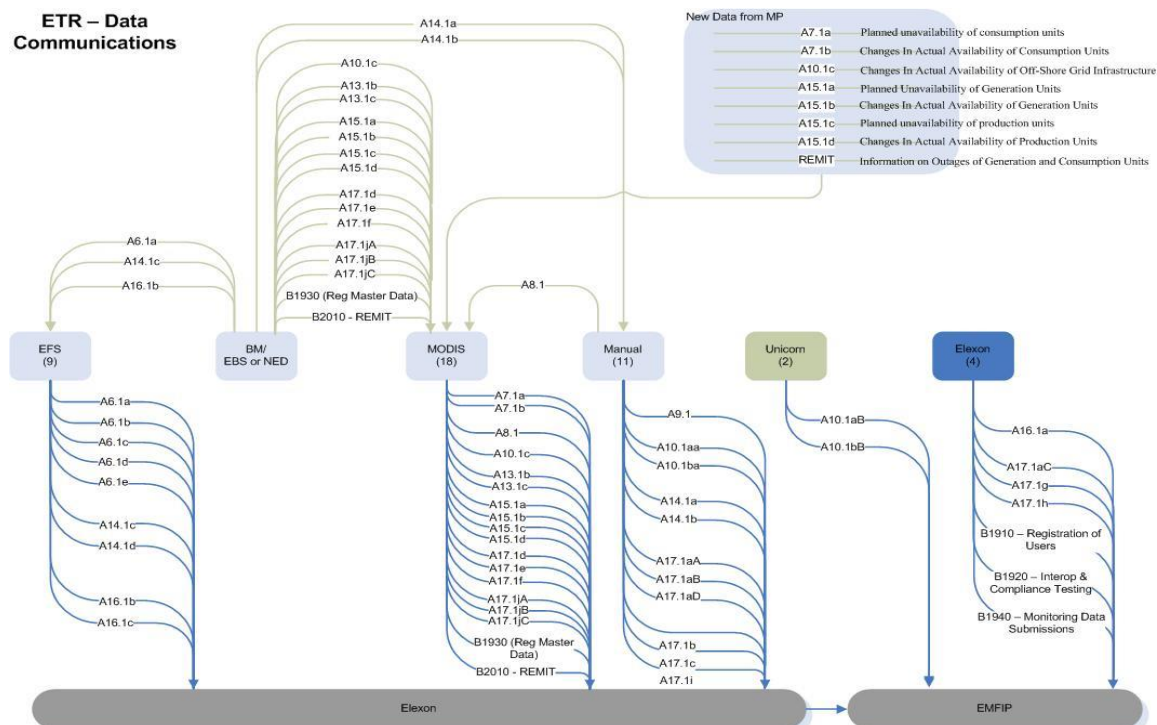 ETR – Data
Communications
A14.1a
A14.1b
A10.1c
A13.1b
A13.1c
A15.1a
A15.1b
A15.1c
A15.1d
A17.1d
A17.1e
A17.1f
A17.1jA
A17.1jB
A17.1jC
B1930 (Reg Master Data)
B2010 - REMIT
New Data from MP
A7.1a Planned unavailability of consumption units
A7.1b Changes In Actual Availability of Consumption Units
A10.1c Changes In Actual Availability of Off-Shore Grid Infrastructure
A15.1a Planned Unavailability of Generation Units
A15.1b Changes In Actual Availability of Generation Units
A15.1c Planned unavailability of production units
A15.1d Changes In Actual Availability of Production Units
REMIT Information on Outages of Generation and Consumption Units
A6.1a
A14.1c
A16.1b
A8.1
EFS
(9)
BM/
EBS or NED
MODIS
(18)
Manual
(11)
Unicorn
(2)
Elexon
(4)
A6.1a
A6.1b
A6.1c
A6.1d
A6.1e
A14.1c
A14.1d
A16.1b
A16.1c
A7.1a
A7.1b
A8.1
A10.1c
A13.1b
A13.1c
A15.1a
A15.1b
A15.1c
A15.1d
A17.1d
A17.1e
A17.1f
A17.1jA
A17.1jB
A17.1jC
B1930 (Reg Master
Data)
B2010 - REMIT
A9.1
A10.1aa
A10.1ba
A14.1a
A14.1b
A17.1aA
A17.1aB
A17.1aD
A17.1b
A17.1c
A17.1i
A10.1aB
A10.1bB
A16.1a
A17.1aC
A17.1g
A17.1h
B1910 – Registration of
Users
B1920 – Interop &
Compliance Testing
B1940 – Monitoring Data
Submissions
Elexon
EMFIP